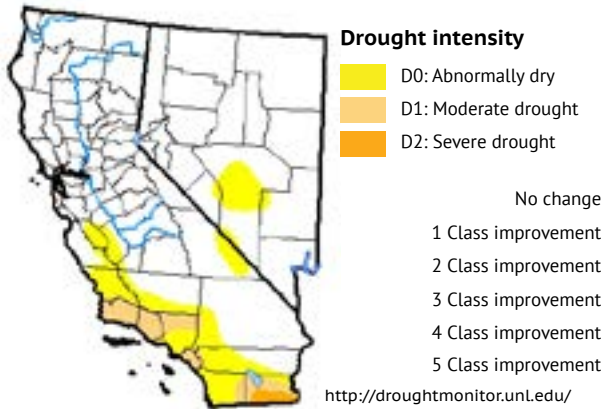 Drought intensity
D0: Abnormally dry
D1: Moderate drought
D2: Severe drought
No change
1 Class improvement
2 Class improvement
3 Class improvement
4 Class improvement
5 Class improvement
http://droughtmonitor.unl.edu/